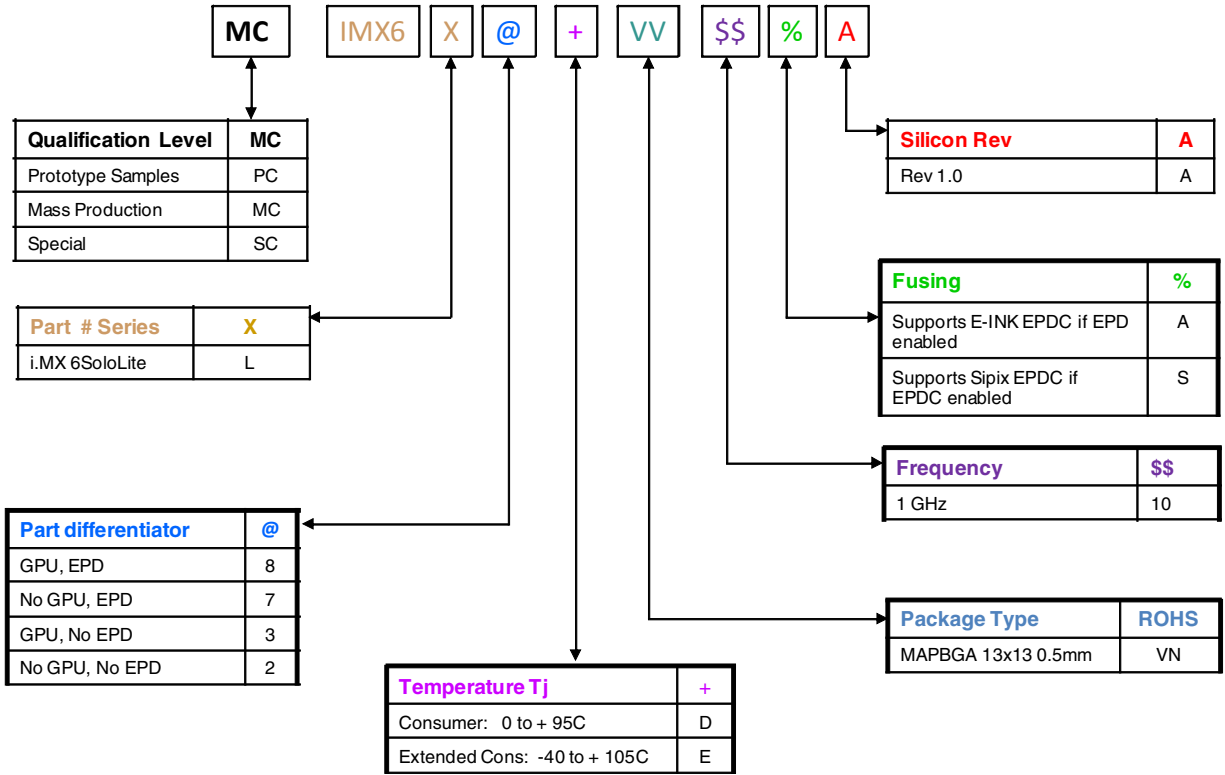 MC IMX6 X @ + VV $$ % A
Qualification Level MC
Prototype Samples PC
Mass Production MC
Special SC
Silicon Rev A
Rev 1.0 A
Part # Series X
i.MX 6SoloLite L
Fusing %
Supports E-INK EPDC if EPD
enabled A
Supports Sipix EPDC if
EPDC enabled S
Frequency $$
1 GHz 10
Part differentiator @
GPU, EPD 8
No GPU, EPD 7
GPU, No EPD 3
No GPU, No EPD 2
Package Type ROHS
MAPBGA 13x13 0.5mm VN
Temperature Tj +
Consumer: 0 to + 95C D
Extended Cons: -40 to + 105C E